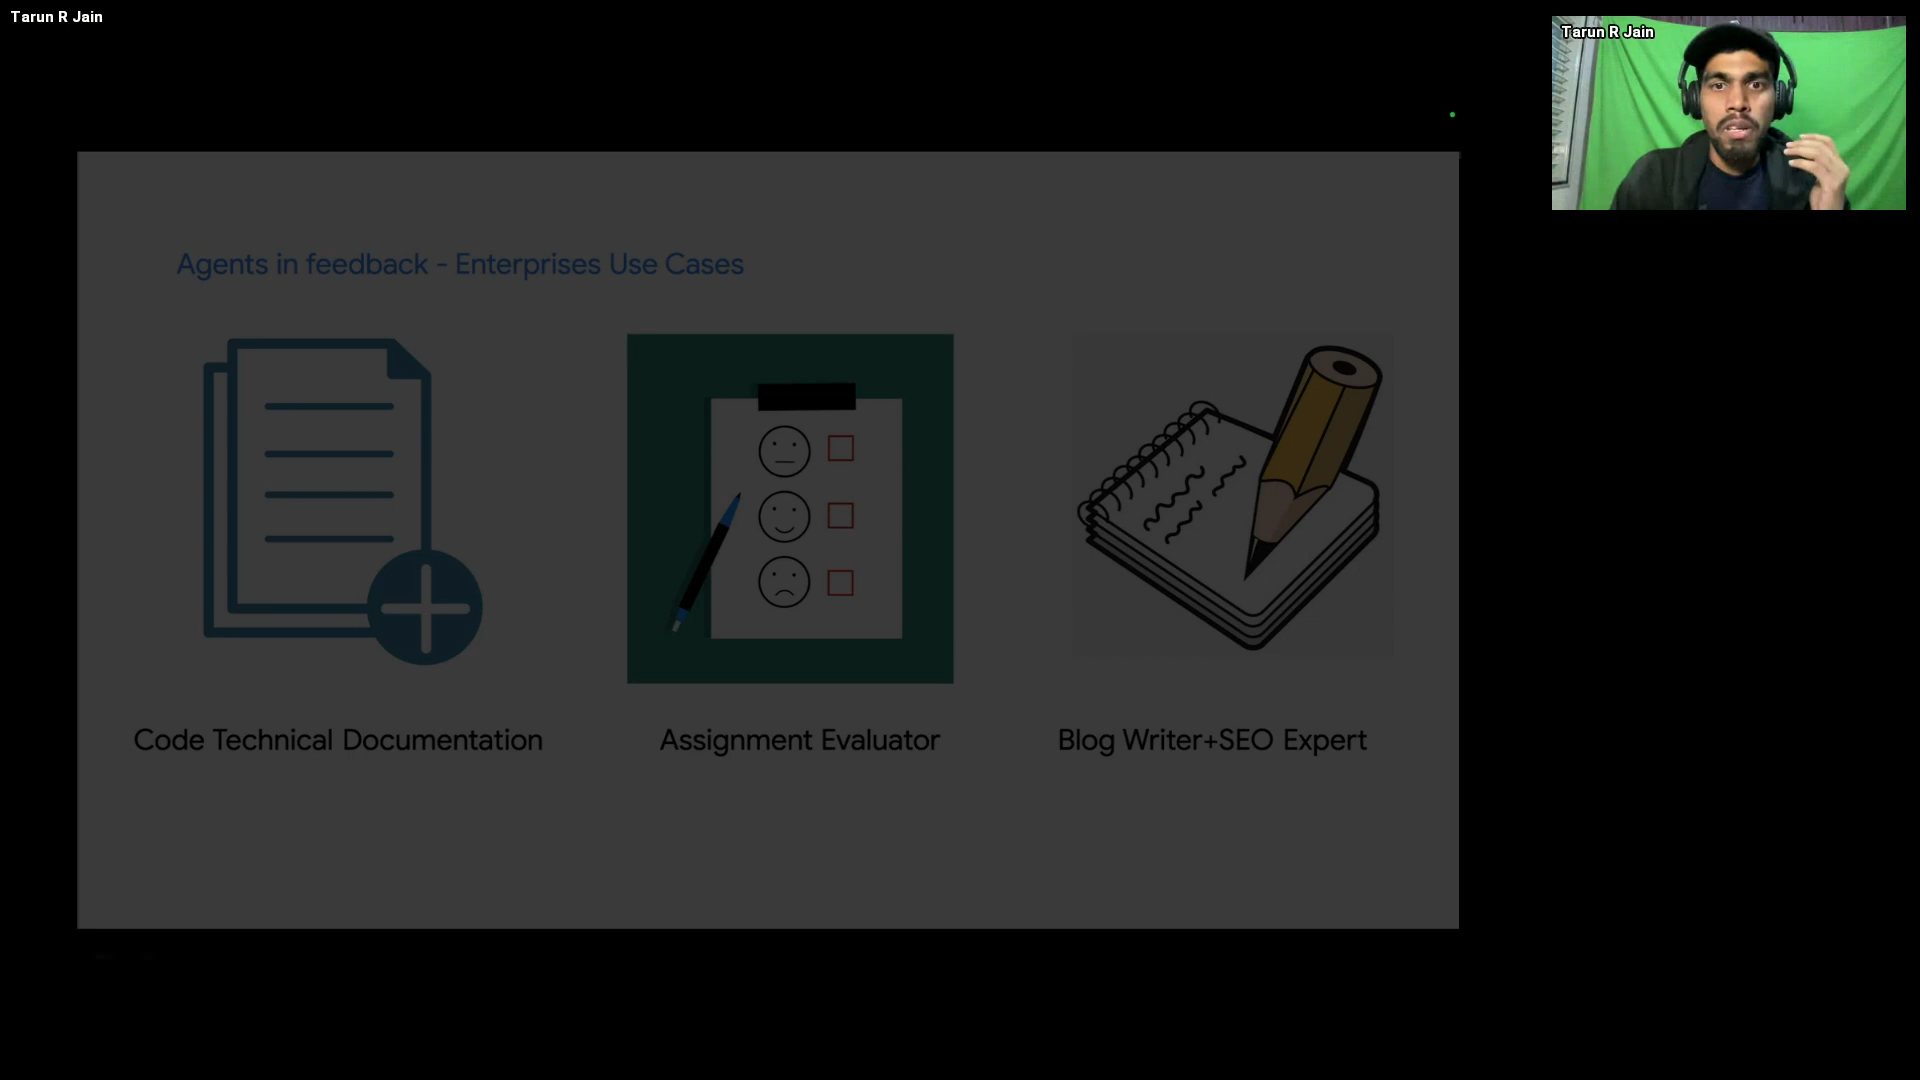 Tarun R Jain
Tarun R Jain
Agents in feedback - Enterprises Use Cases
Code Technical Documentation
Assignment Evaluator
Blog Writer+SEO Expert